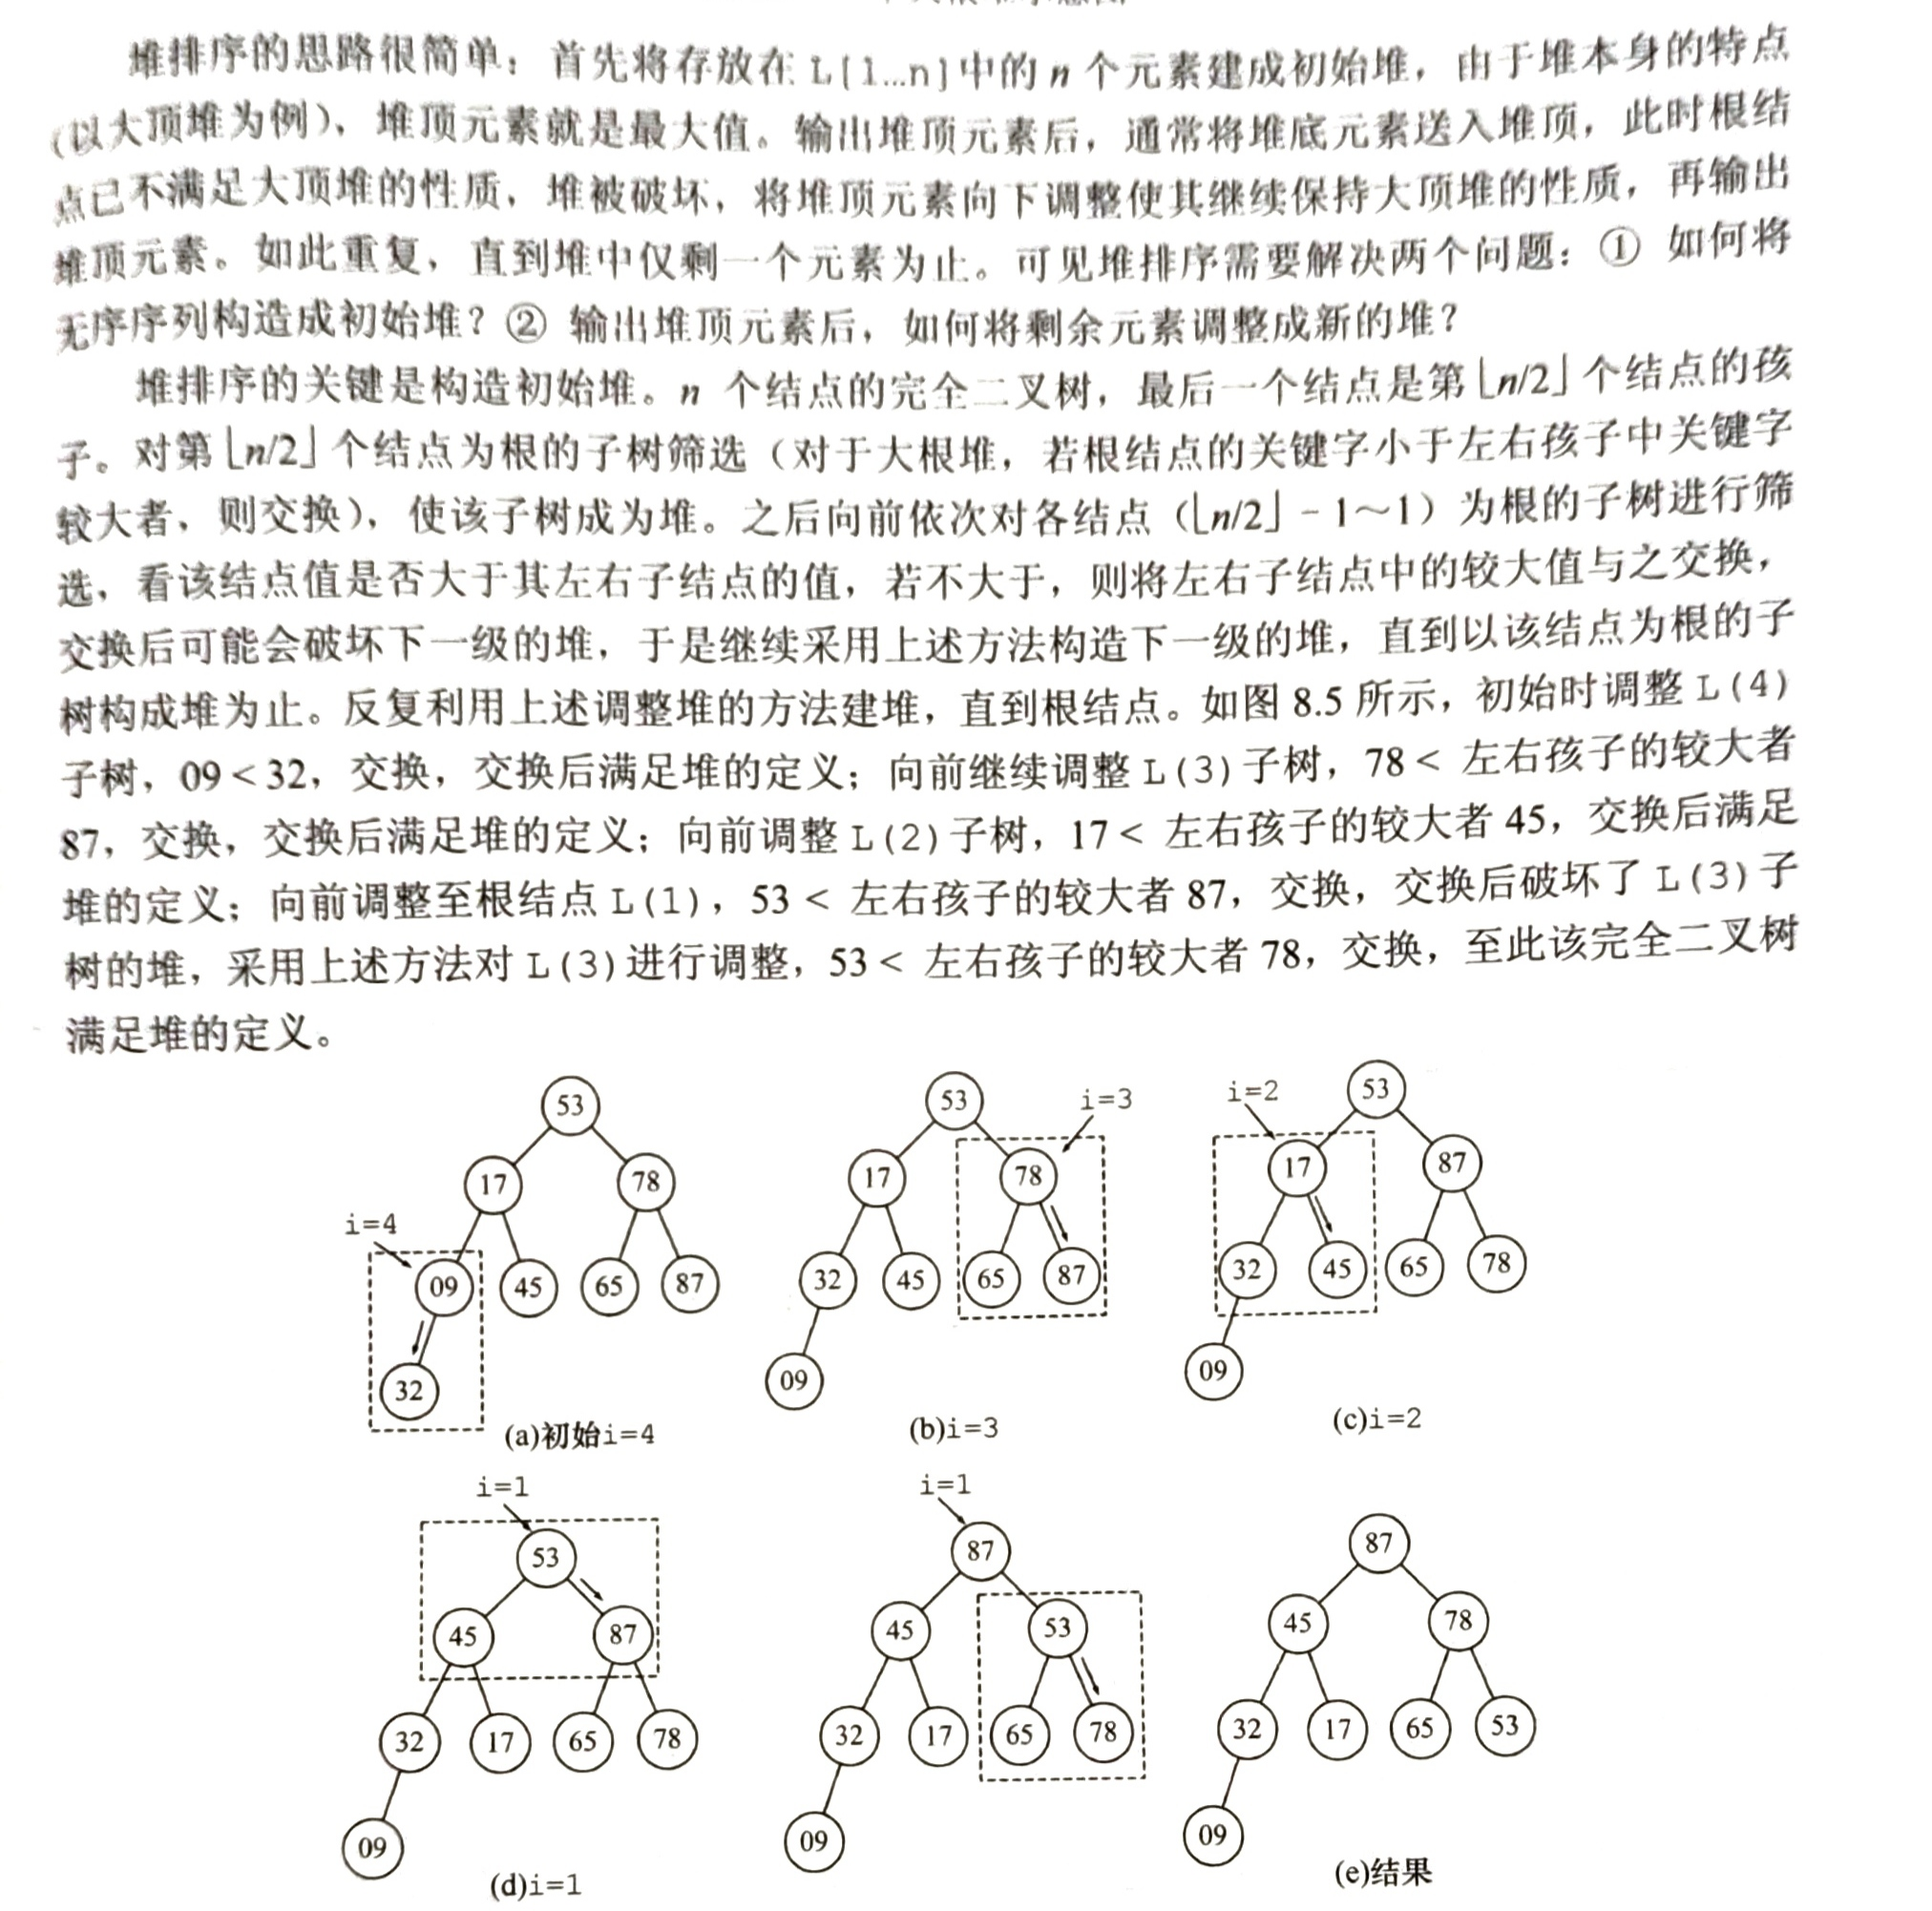 堆排序的思路很简单：首先将存放在 L[1…n]中的 n 个元素建成初始堆，由于堆本身的特点
（以大顶堆为例），堆顶元素就是最大值。输出堆顶元素后，通常将堆底元素送入堆顶，此时根结
点已不满足大顶堆的性质，堆被破坏，将堆顶元素向下调整使其继续保持大顶堆的性质，再输出
堆顶元素。如此重复，直到堆中仅剩一个元素为止。可见堆排序需要解决两个问题：① 如何将
无序序列构造成初始堆？② 输出堆顶元素后，如何将剩余元素调整成新的堆？
堆排序的关键是构造初始堆。n 个结点的完全二叉树，最后一个结点是第⌊n/2⌋个结点的孩
子。对第⌊n/2⌋个结点为根的子树筛选（对于大根堆，若根结点的关键字小于左右孩子中关键字
较大者，则交换），使该子树成为堆。之后向前依次对各结点（⌊n/2⌋－1～1）为根的子树进行筛
选，看该结点值是否大于其左右子结点的值，若不大于，则将左右子结点中的较大值与之交换，
交换后可能会破坏下一级的堆，于是继续采用上述方法构造下一级的堆，直到以该结点为根的子
树构成堆为止。反复利用上述调整堆的方法建堆，直到根结点。如图 8.5 所示，初始时调整 L(4)
子树，09 < 32，交换，交换后满足堆的定义；向前继续调整 L(3)子树，78 < 左右孩子的较大者
87，交换，交换后满足堆的定义；向前调整 L(2)子树，17 < 左右孩子的较大者 45，交换后满足
堆的定义；向前调整至根结点 L(1)，53 < 左右孩子的较大者 87，交换，交换后破坏了 L(3)子
树的堆，采用上述方法对 L(3)进行调整，53 < 左右孩子的较大者 78，交换，至此该完全二叉树
满足堆的定义。
53
17 78
i=4
09 45 65 87
32
(a)初始i=4
53
i=3
17 78
32 45 65 87
09
(b)i=3
i=2
53
17 87
32 45 65 78
09
(c)i=2
i=1
53
45 87
32 17 65 78
09
(d)i=1
i=1
87
45 53
32 17 65 78
09
87
45 78
32 17 65 53
09
(e)结果